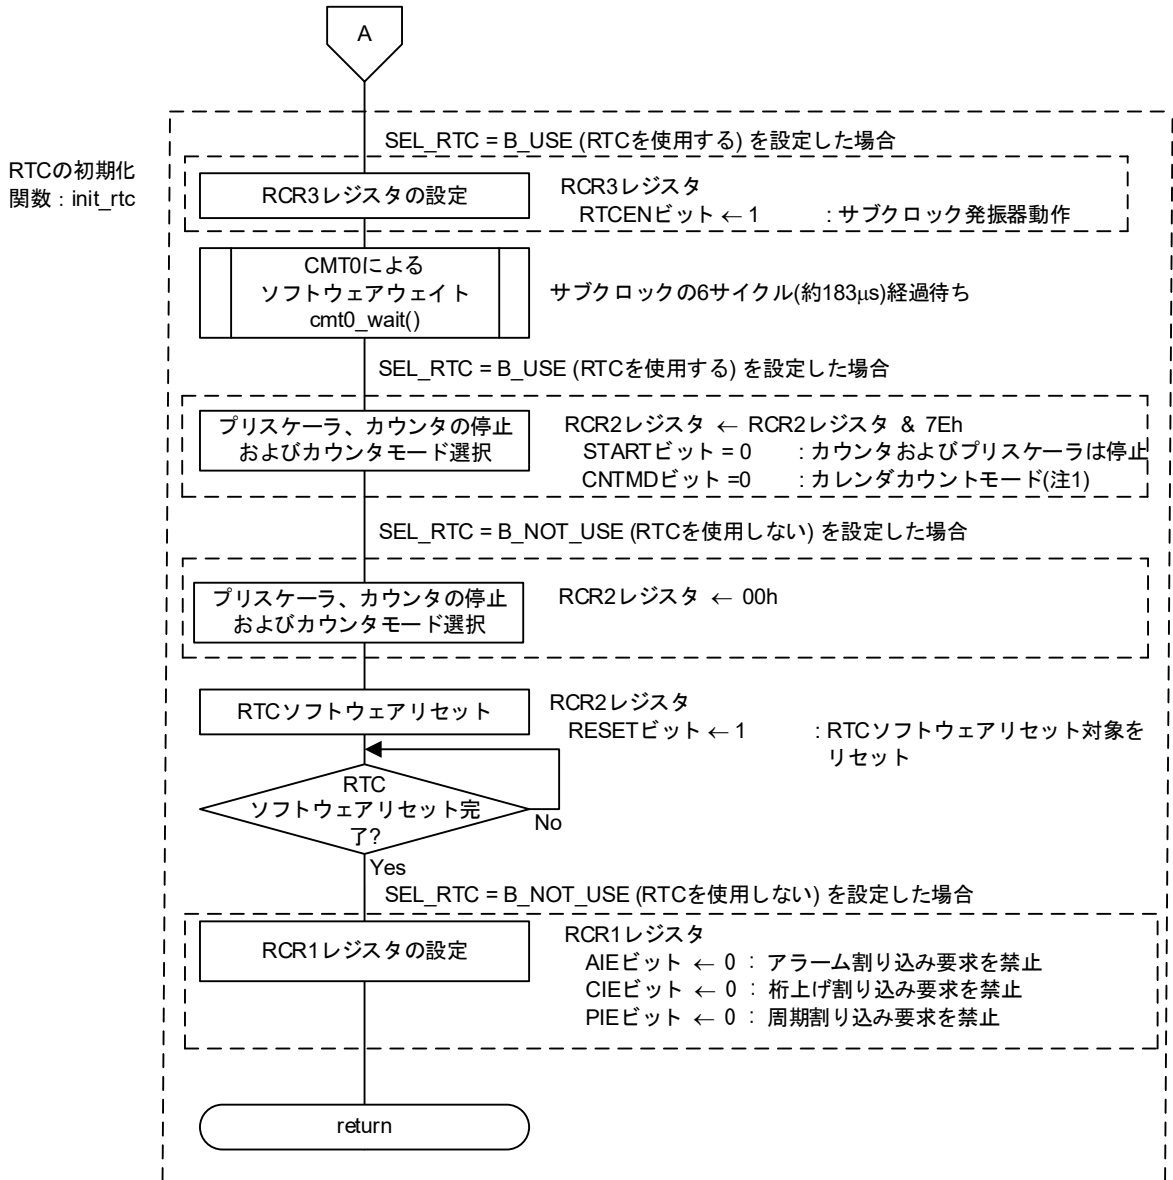 A
SEL_RTC = B_USE (RTCを使用する) を設定した場合
RTCの初期化
関数：init_rtc
RCR3レジスタの設定
RCR3レジスタ
RTCENビット ← 1 : サブクロック発振器動作
CMT0による
ソフトウェアウェイト
cmt0_wait()
サブクロックの6サイクル(約183μs)経過待ち
SEL_RTC = B_USE (RTCを使用する) を設定した場合
プリスケーラ、カウンタの停止
およびカウンタモード選択
RCR2レジスタ ← RCR2レジスタ & 7Eh
STARTビット = 0 : カウンタおよびプリスケーラは停止
CNTMDビット =0 : カレンダカウントモード(注1)
SEL_RTC = B_NOT_USE (RTCを使用しない) を設定した場合
プリスケーラ、カウンタの停止
およびカウンタモード選択
RCR2レジスタ ← 00h
RTCソフトウェアリセット
RCR2レジスタ
RESETビット ← 1 : RTCソフトウェアリセット対象を
リセット
RTC
ソフトウェアリセット完
了?
No
Yes
SEL_RTC = B_NOT_USE (RTCを使用しない) を設定した場合
RCR1レジスタの設定
RCR1レジスタ
AIEビット ← 0 : アラーム割り込み要求を禁止
CIEビット ← 0 : 桁上げ割り込み要求を禁止
PIEビット ← 0 : 周期割り込み要求を禁止
return